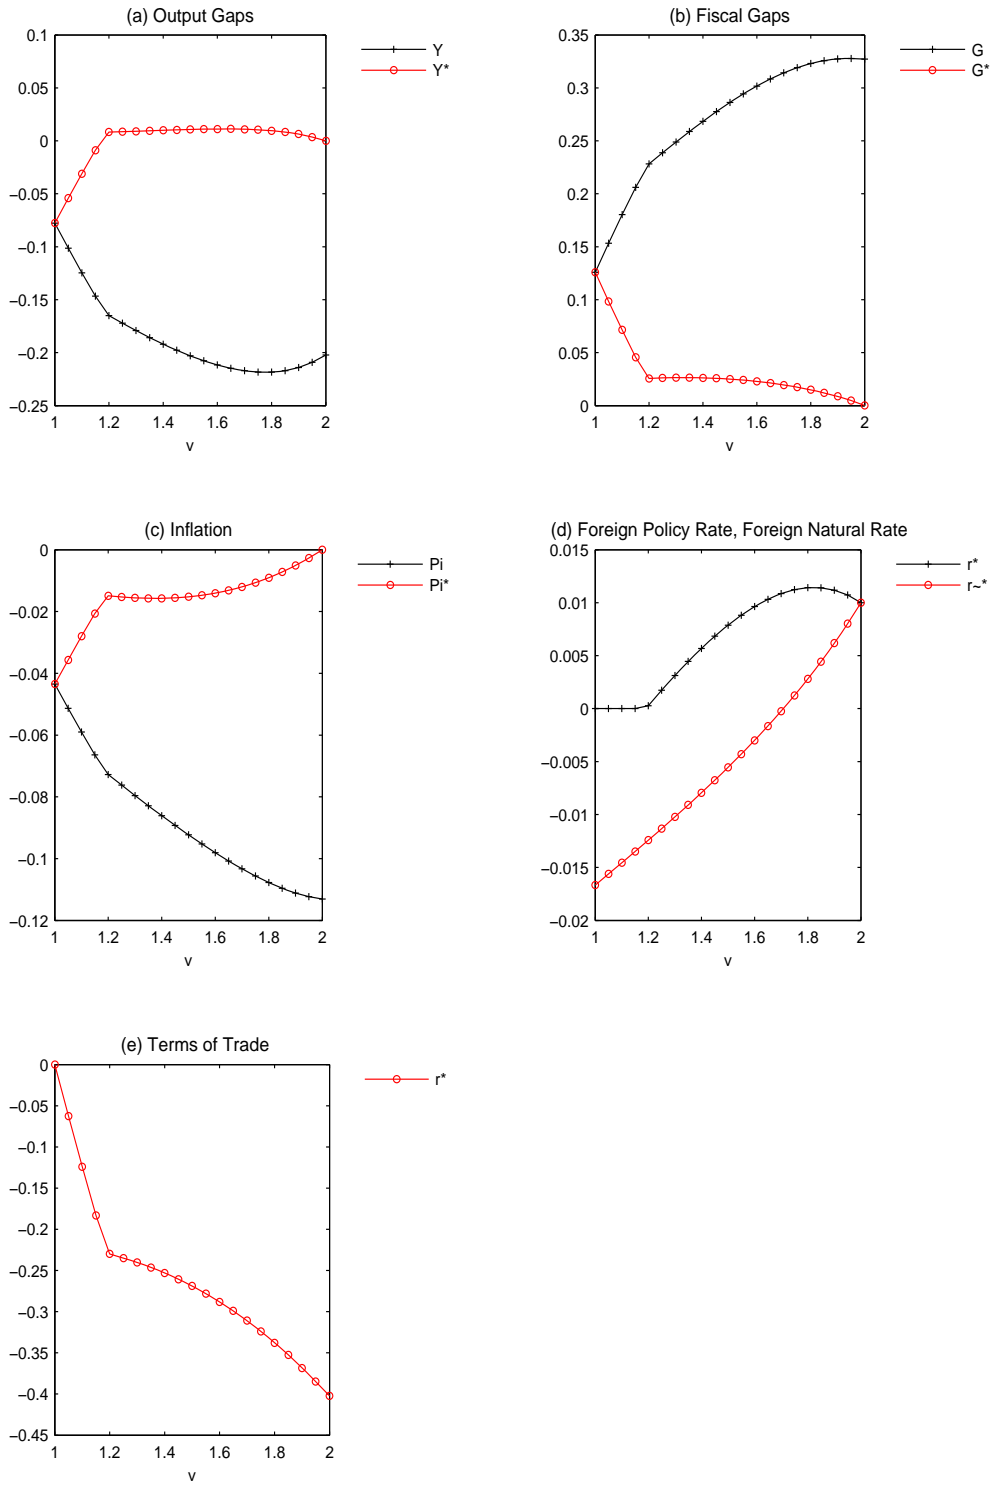 (a) Output Gaps
0.1
0.05
0
−0.05
−0.1
−0.15
−0.2
−0.25
1 1.2 1.4 1.6 1.8 2
v
Y
Y*
(b) Fiscal Gaps
0.35
0.3
0.25
0.2
0.15
0.1
0.05
0
1 1.2 1.4 1.6 1.8 2
v
G
G*
(c) Inflation
0
−0.02
−0.04
−0.06
−0.08
−0.1
−0.12
1 1.2 1.4 1.6 1.8 2
v
Pi
Pi*
(d) Foreign Policy Rate, Foreign Natural Rate
0.015
0.01
0.005
0
−0.005
−0.01
−0.015
−0.02
1 1.2 1.4 1.6 1.8 2
v
r*
r~*
(e) Terms of Trade
0
−0.05
−0.1
−0.15
−0.2
−0.25
−0.3
−0.35
−0.4
−0.45
1 1.2 1.4 1.6 1.8 2
v
r*